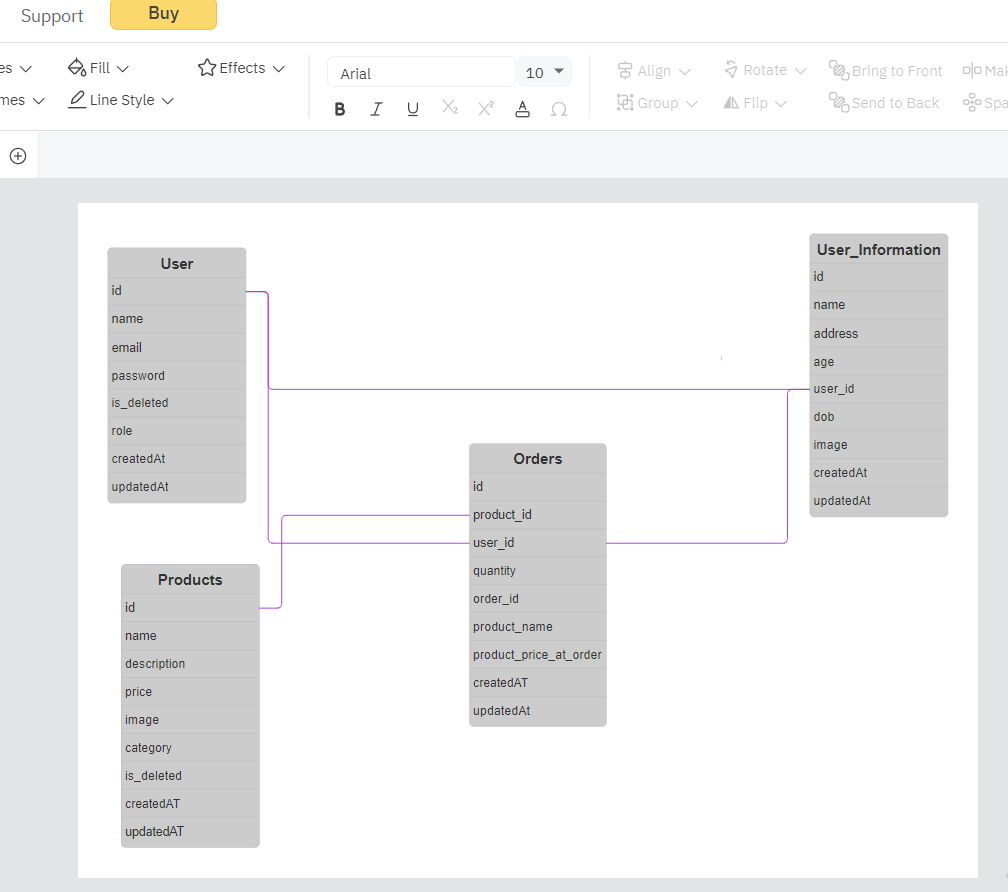 Support
Buy
es
Fill
Effects
Arial
10
Align
Rotate
Bring to Front
Mak
mes
Line Style
B I U X₂ X² A Ω
Group
Flip
Send to Back
Spa
User
id
name
email
password
is_deleted
role
createdAt
updatedAt
User_Information
id
name
address
age
user_id
dob
image
createdAt
updatedAt
Orders
id
product_id
user_id
quantity
order_id
product_name
product_price_at_order
createdAT
updatedAt
Products
id
name
description
price
image
category
is_deleted
createdAT
updatedAT